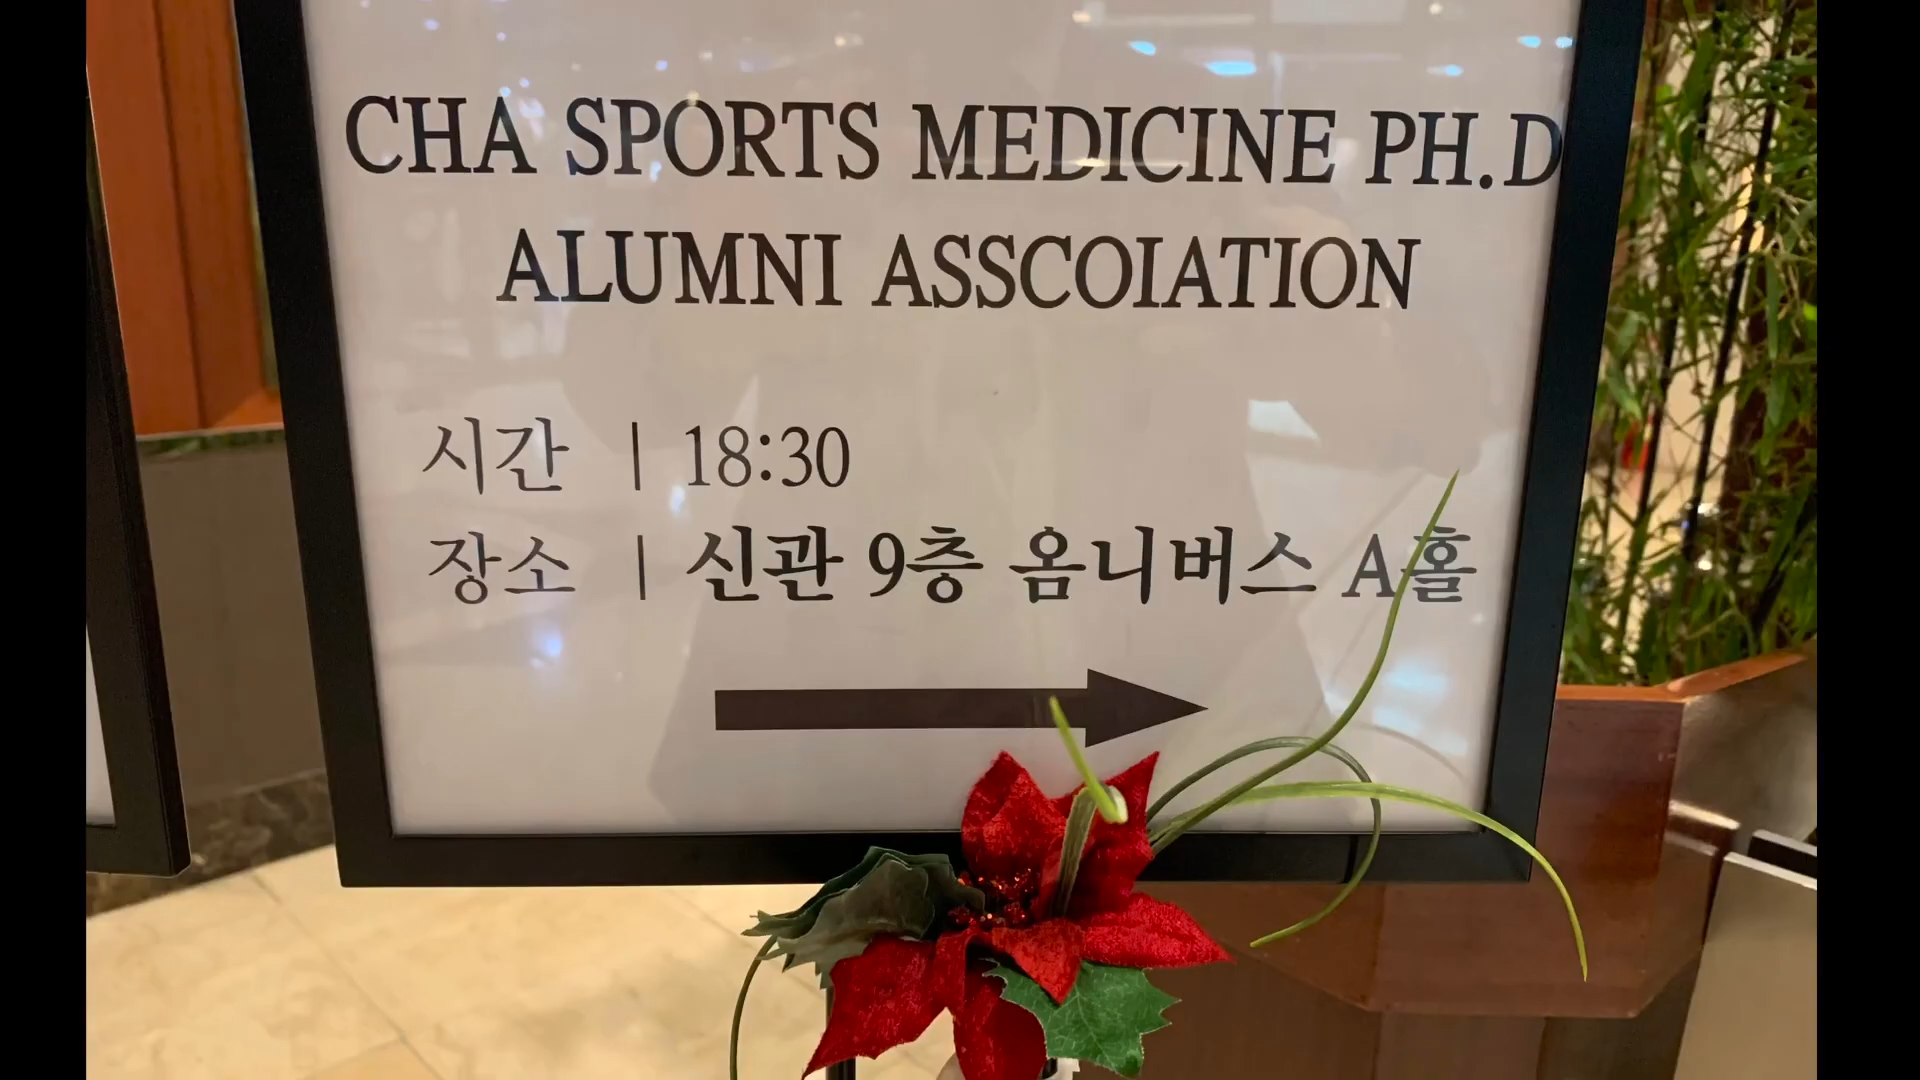 CHA SPORTS MEDICINE PH.D
ALUMNI ASSCOIATION
시간 | 18:30
장소 | 신관 9층 옴니버스 A홀